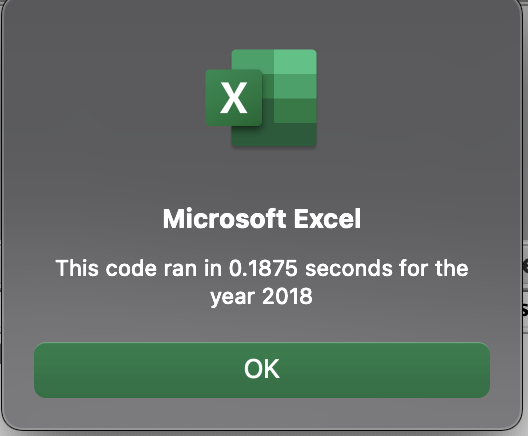 X
Microsoft Excel
This code ran in 0.1875 seconds for the
year 2018
OK